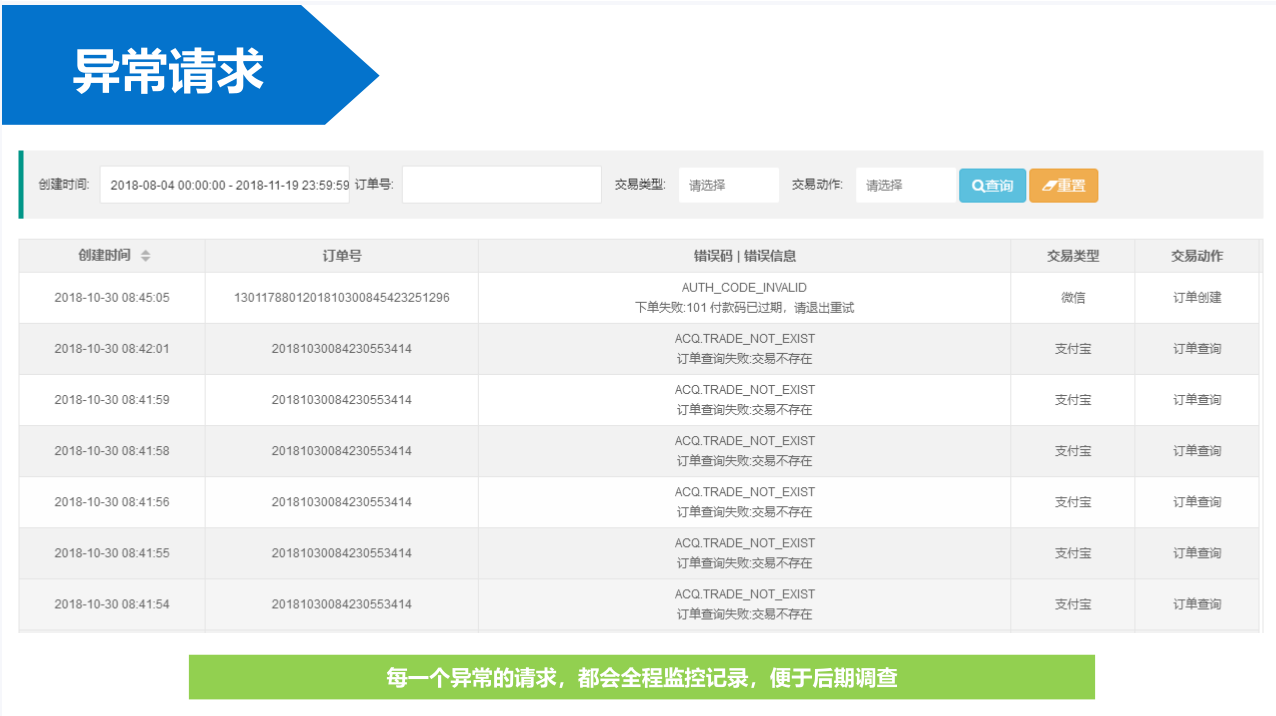 异常请求
创建时间: 2018-08-04 00:00:00 - 2018-11-19 23:59:59 订单号: 交易类型: 请选择 交易动作: 请选择 查询 重置
创建时间 订单号 错误码 | 错误信息 交易类型 交易动作
2018-10-30 08:45:05 13011788012018103008454232​51296 AUTH_CODE_INVALID 微信 订单创建
下单失败:101 付款码已过期，请退出重试
2018-10-30 08:42:01 20181030084230553414 ACQ.TRADE_NOT_EXIST 支付宝 订单查询
订单查询失败:交易不存在
2018-10-30 08:41:59 20181030084230553414 ACQ.TRADE_NOT_EXIST 支付宝 订单查询
订单查询失败:交易不存在
2018-10-30 08:41:58 20181030084230553414 ACQ.TRADE_NOT_EXIST 支付宝 订单查询
订单查询失败:交易不存在
2018-10-30 08:41:56 20181030084230553414 ACQ.TRADE_NOT_EXIST 支付宝 订单查询
订单查询失败:交易不存在
2018-10-30 08:41:55 20181030084230553414 ACQ.TRADE_NOT_EXIST 支付宝 订单查询
订单查询失败:交易不存在
2018-10-30 08:41:54 20181030084230553414 ACQ.TRADE_NOT_EXIST 支付宝 订单查询
订单查询失败:交易不存在
每一个异常的请求，都会全程监控记录，便于后期调查